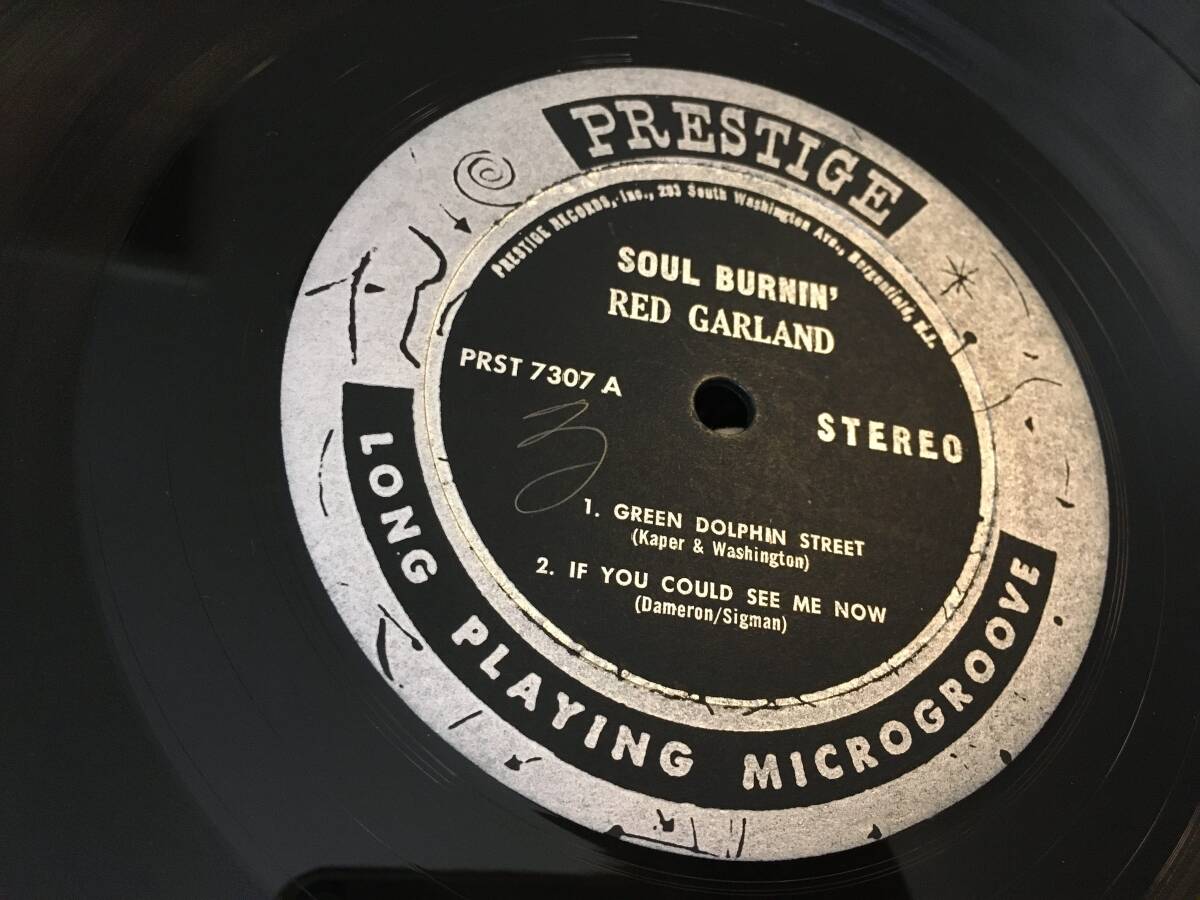 PRESTIGE
PRESTIGE RECORDS, Inc., 203 South Washington Ave., Bergenfield, N.J.
SOUL BURNIN'
RED GARLAND
PRST 7307 A
3
STEREO
1. GREEN DOLPHIN STREET
(Kaper & Washington)
2. IF YOU COULD SEE ME NOW
(Dameron/Sigman)
LONG PLAYING MICROGROOVE